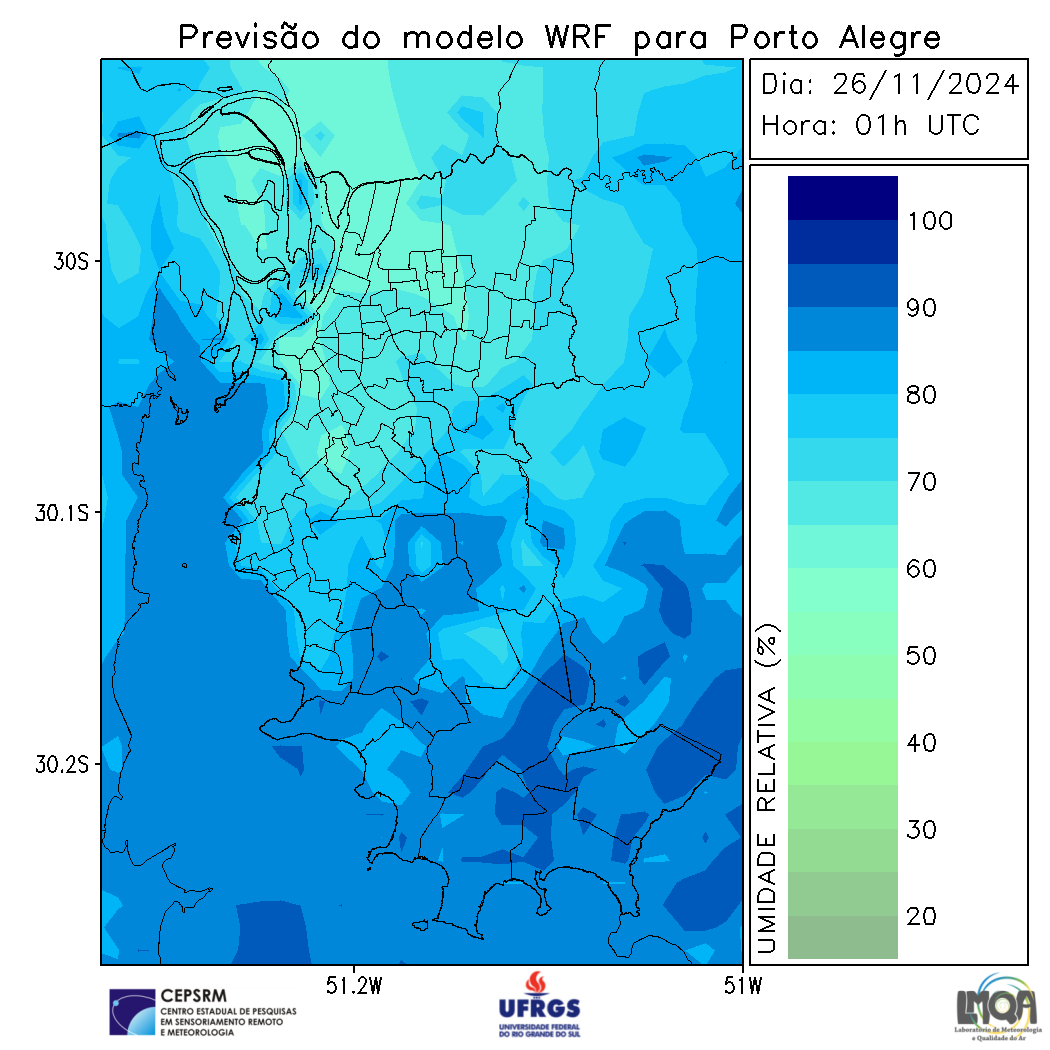 Previsão do modelo WRF para Porto Alegre
Dia: 26/11/2024
Hora: 01h UTC
100
90
80
70
60
50
40
30
20
UMIDADE RELATIVA (%)
30S
30.1S
30.2S
51.2W
51W
CEPSRM
CENTRO ESTADUAL DE PESQUISAS
EM SENSORIAMENTO REMOTO
E METEOROLOGIA
UFRGS
UNIVERSIDADE FEDERAL
DO RIO GRANDE DO SUL
LMQA
Laboratório de Meteorologia
e Qualidade do Ar